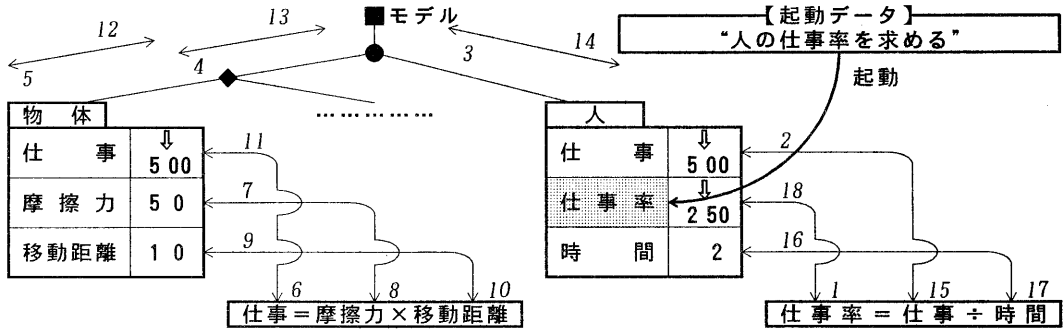 ■モデル
【起動データ】
“人の仕事率を求める”
起動
12
13
14
3
4
5
物体
仕事 ⇩ 500
摩擦力 50
移動距離 10
11
7
9
6
8
10
仕事＝摩擦力×移動距離
……………
人
仕事 ⇩ 500
仕事率 ⇩ 250
時間 2
2
18
16
1
15
17
仕事率＝仕事÷時間